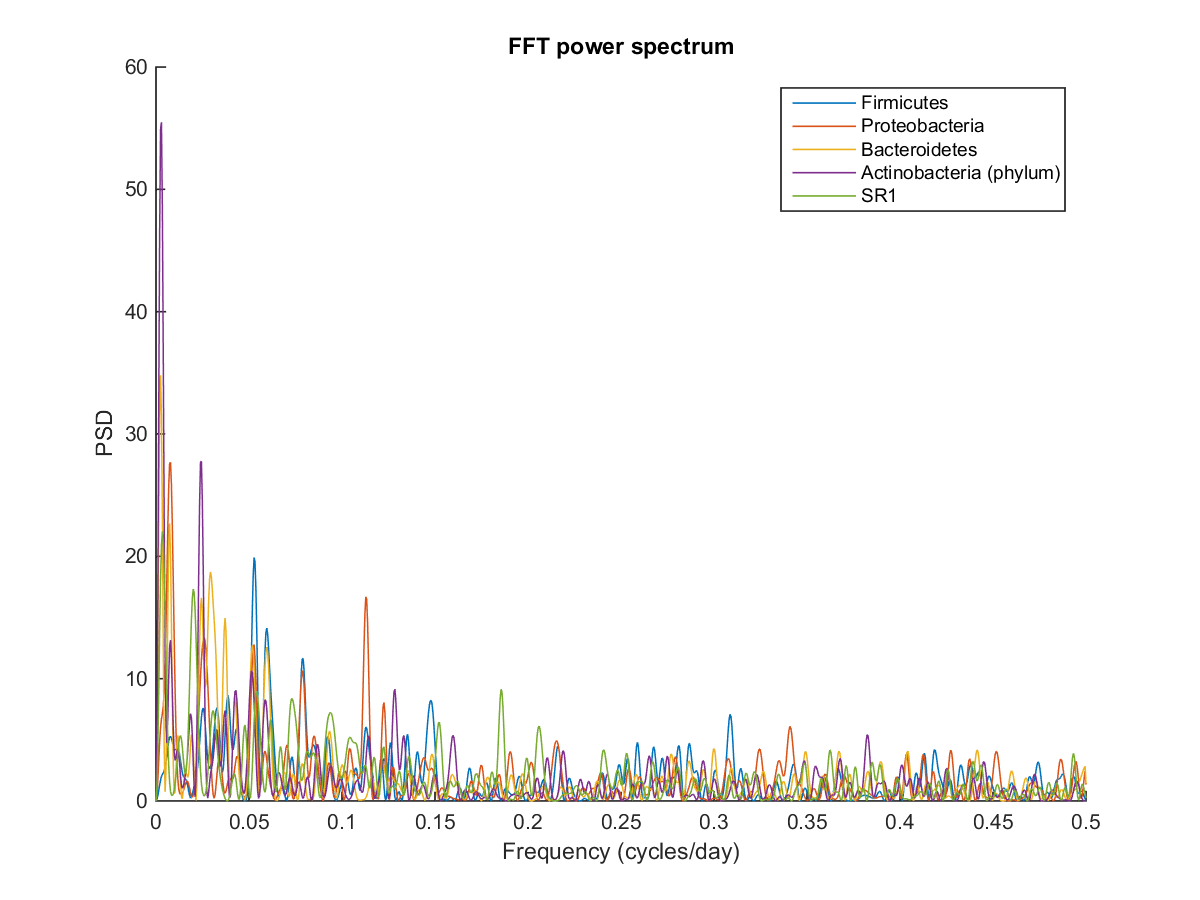 FFT power spectrum
60
50
40
30
20
10
0
PSD
Firmicutes
Proteobacteria
Bacteroidetes
Actinobacteria (phylum)
SR1
0 0.05 0.1 0.15 0.2 0.25 0.3 0.35 0.4 0.45 0.5
Frequency (cycles/day)